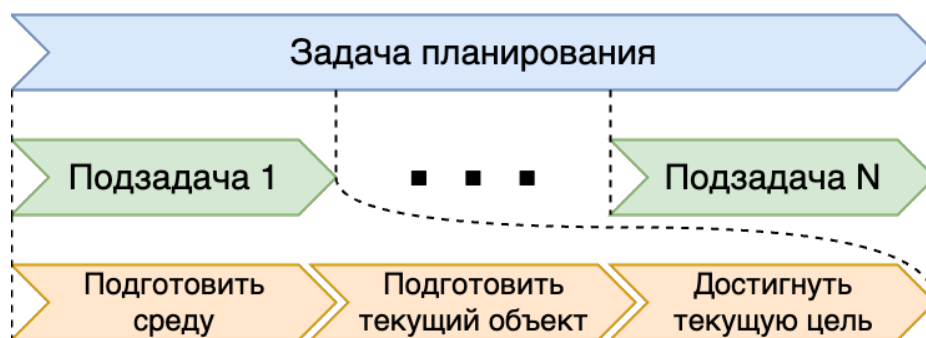 Задача планирования
Подзадача 1
Подзадача N
Подготовить
среду
Подготовить
текущий объект
Достигнуть
текущую цель